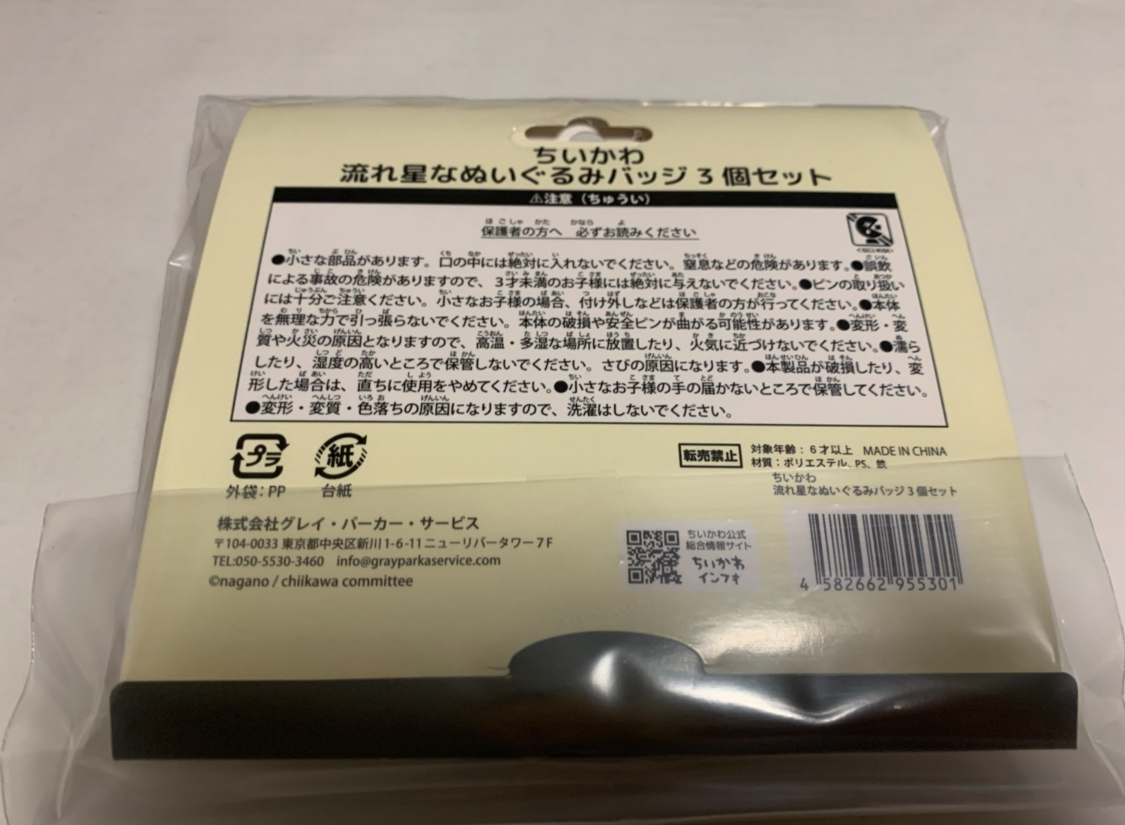 ちいかわ
流れ星なぬいぐるみバッジ3個セット
⚠注意（ちゅうい）
保護者の方へ 必ずお読みください
●小さな部品があります。口の中には絶対に入れないでください。窒息などの危険があります。●誤飲
による事故の危険がありますので、3才未満のお子様には絶対に与えないでください。●ピンの取り扱い
には十分ご注意ください。小さなお子様の場合、付け外しなどは保護者の方が行ってください。●本体
を無理な力で引っ張らないでください。本体の破損や安全ピンが曲がる可能性があります。●変形・変
質や火災の原因となりますので、高温・多湿な場所に放置したり、火気に近づけないでください。●濡ら
したり、湿度の高いところで保管しないでください。さびの原因になります。●本製品が破損したり、変
形した場合は、直ちに使用をやめてください。●小さなお子様の手の届かないところで保管してください。
●変形・変質・色落ちの原因になりますので、洗濯はしないでください。
プラ
外袋：PP
紙
台紙
転売禁止
対象年齢：6才以上 MADE IN CHINA
材質：ポリエステル、PS、鉄
ちいかわ
流れ星なぬいぐるみバッジ3個セット
株式会社グレイ・パーカー・サービス
〒104-0033 東京都中央区新川1-6-11ニューリバータワー7F
TEL:050-5530-3460 info@grayparkaservice.com
©nagano / chiikawa committee
ちいかわ公式
総合情報サイト
ちいかわ
インフォ
4 582662 955301